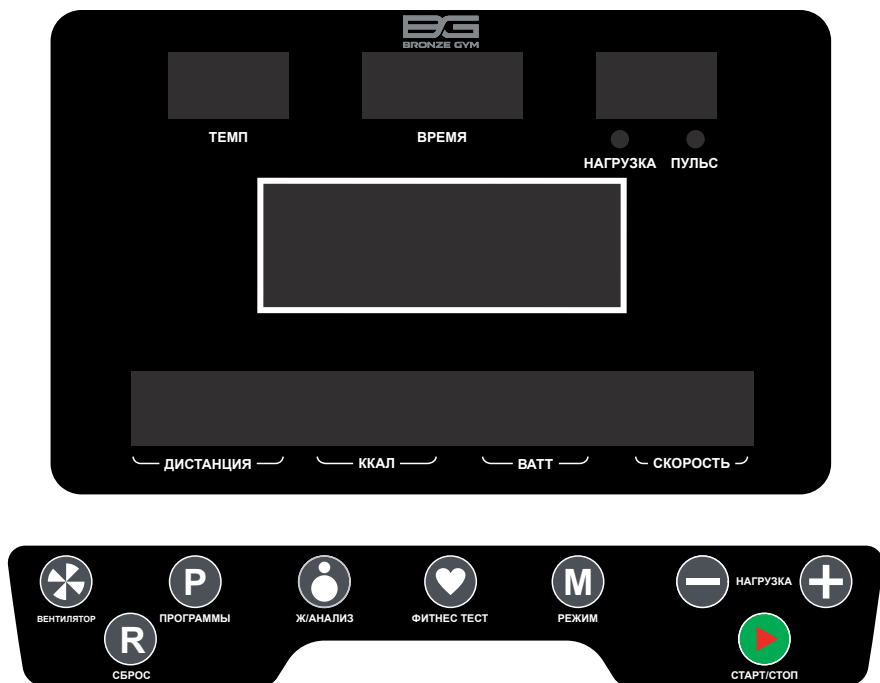 BG
BRONZE GYM
ТЕМП
ВРЕМЯ
НАГРУЗКА ПУЛЬС
ДИСТАНЦИЯ ККАЛ ВАТТ СКОРОСТЬ
P M НАГРУЗКА
ВЕНТИЛЯТОР ПРОГРАММЫ Ж/АНАЛИЗ ФИТНЕС ТЕСТ РЕЖИМ
R
СБРОС СТАРТ/СТОП